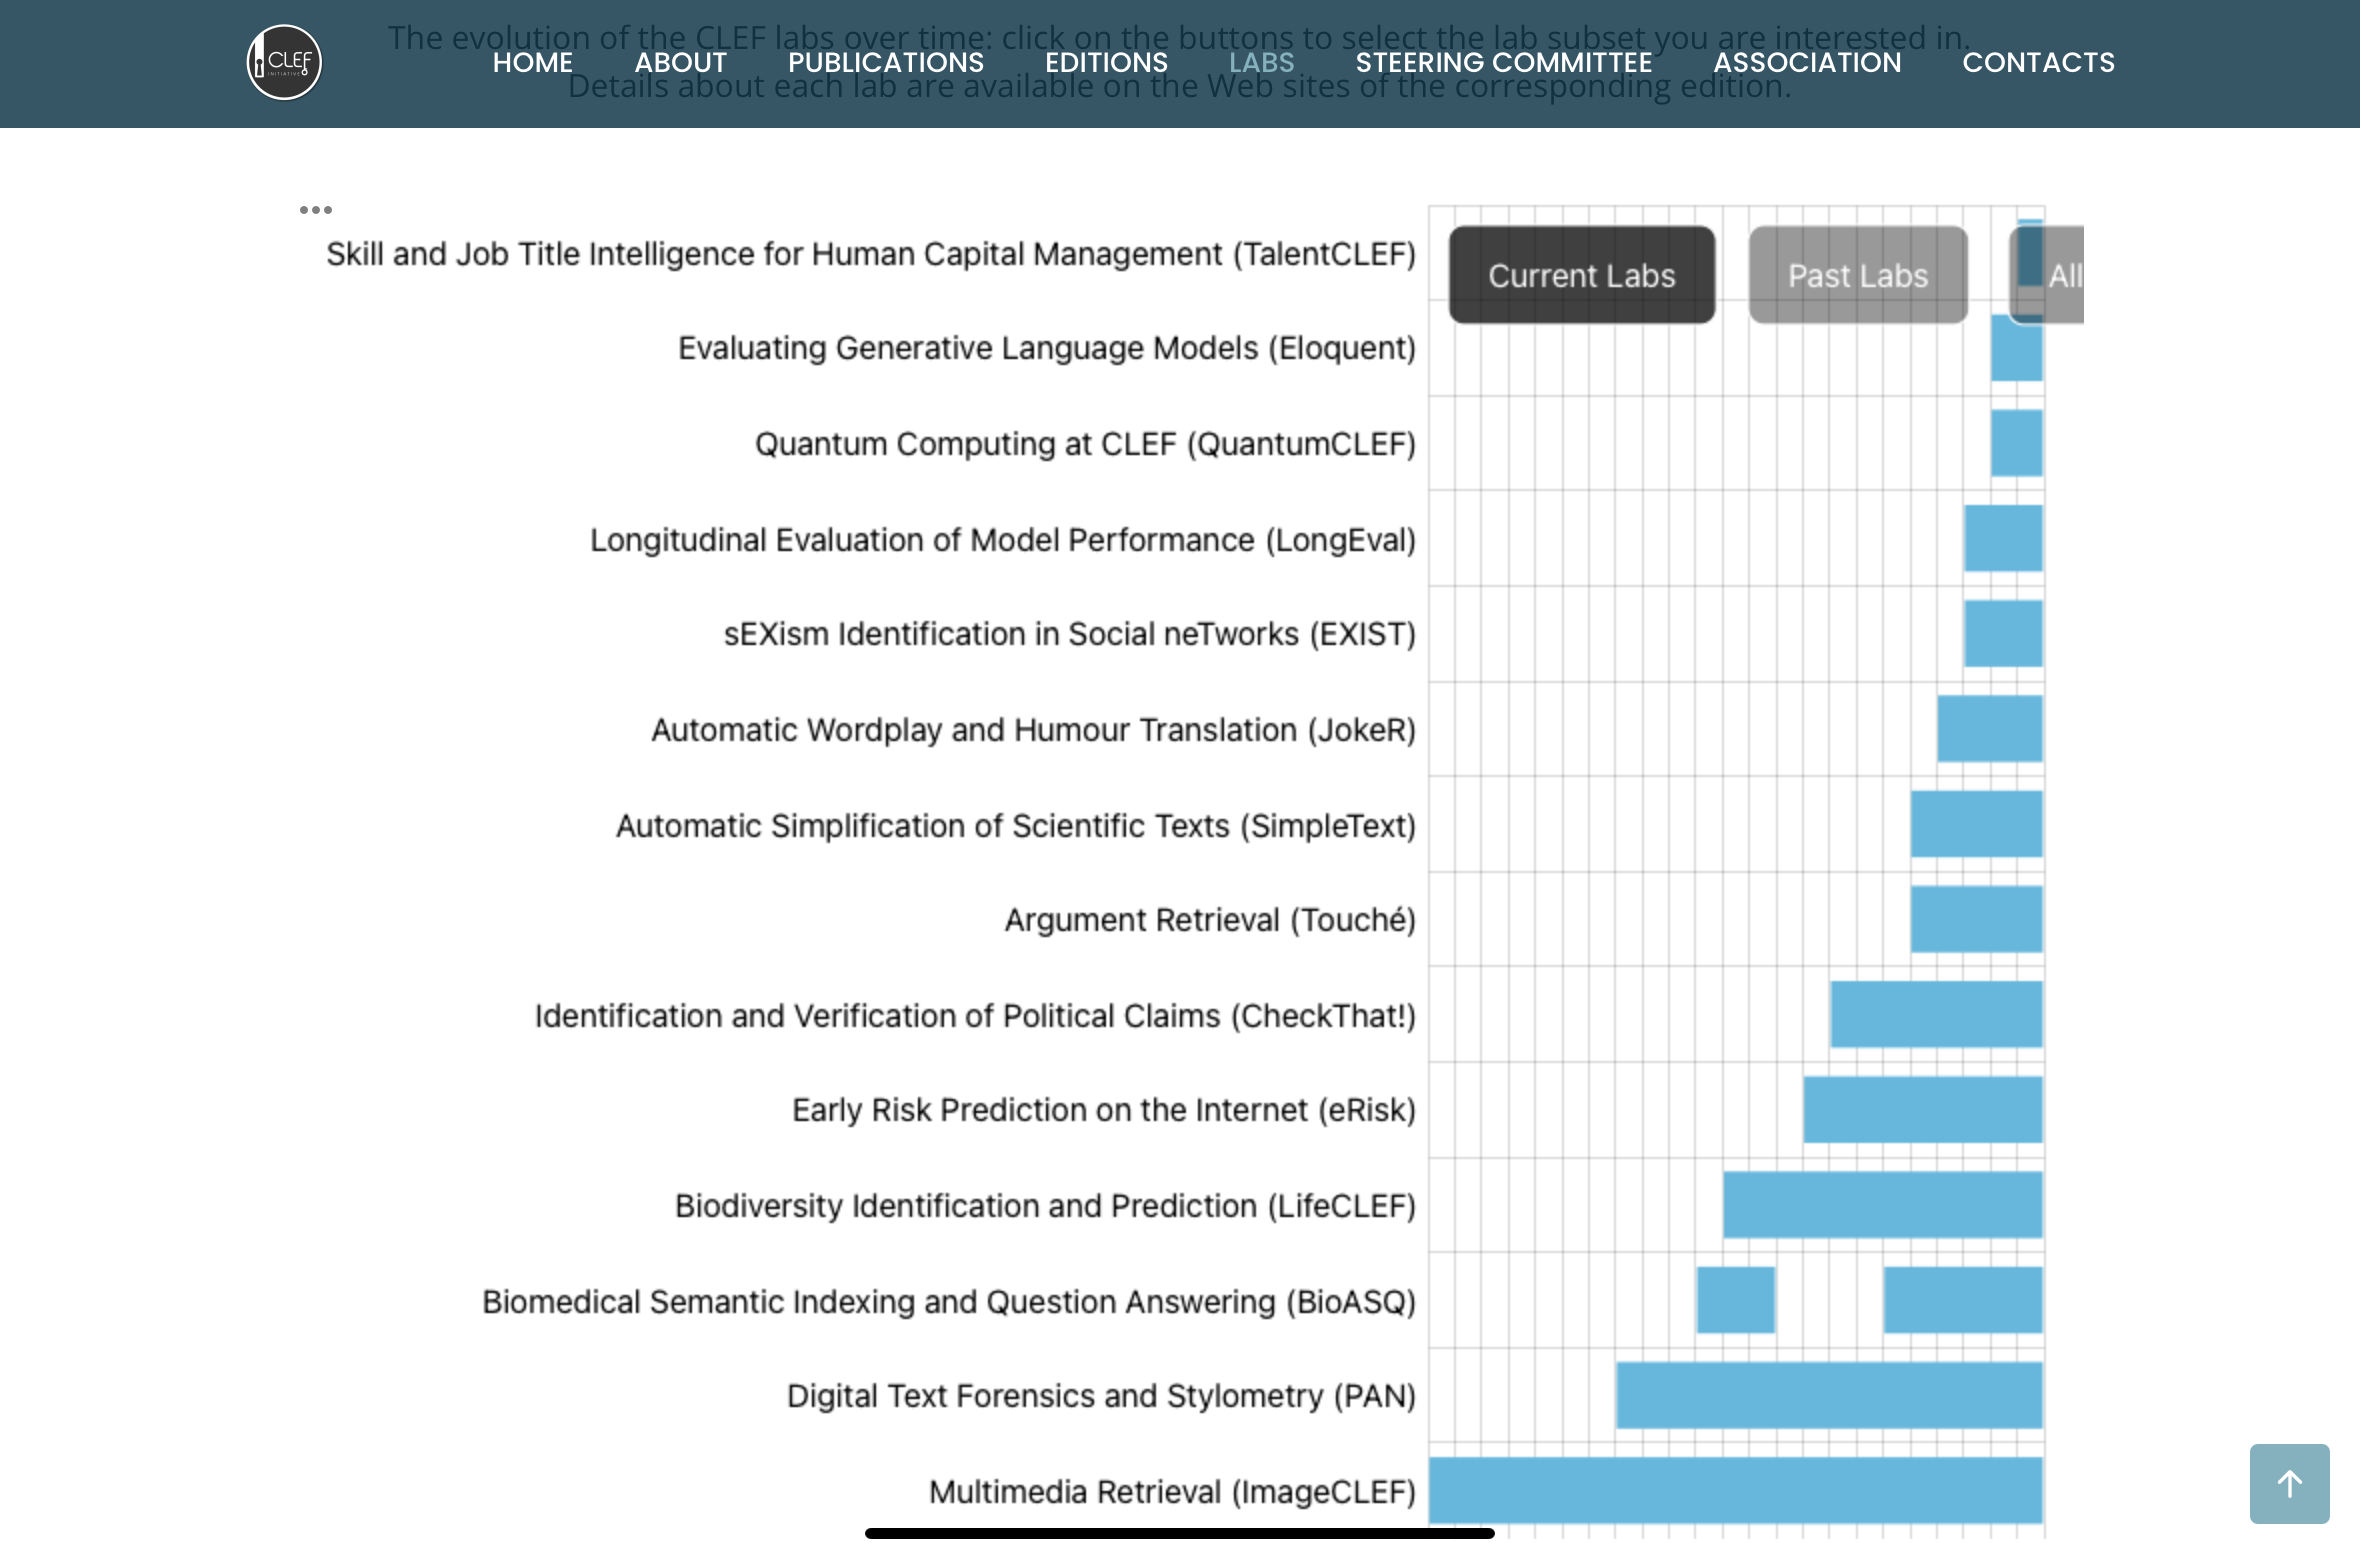 The evolution of the CLEF labs over time: click on the buttons to select the lab subset you are interested in.
CLEF
INITIATIVE
HOME ABOUT PUBLICATIONS EDITIONS LABS STEERING COMMITTEE ASSOCIATION CONTACTS
Details about each lab are available on the Web sites of the corresponding edition.
Skill and Job Title Intelligence for Human Capital Management (TalentCLEF)
Current Labs
Past Labs
All
Evaluating Generative Language Models (Eloquent)
Quantum Computing at CLEF (QuantumCLEF)
Longitudinal Evaluation of Model Performance (LongEval)
sEXism Identification in Social neTworks (EXIST)
Automatic Wordplay and Humour Translation (JokeR)
Automatic Simplification of Scientific Texts (SimpleText)
Argument Retrieval (Touché)
Identification and Verification of Political Claims (CheckThat!)
Early Risk Prediction on the Internet (eRisk)
Biodiversity Identification and Prediction (LifeCLEF)
Biomedical Semantic Indexing and Question Answering (BioASQ)
Digital Text Forensics and Stylometry (PAN)
Multimedia Retrieval (ImageCLEF)